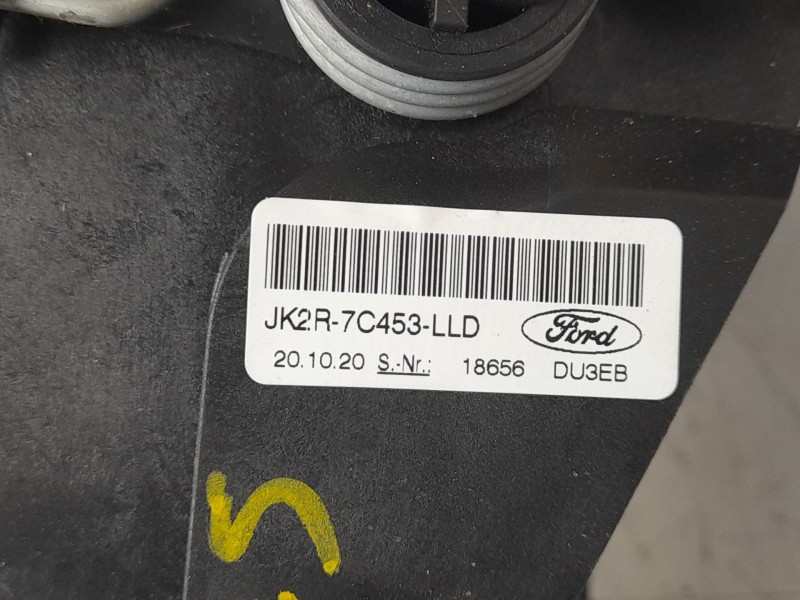 JK2R-7C453-LLD Ford
20.10.20 S.-Nr.: 18656 DU3EB